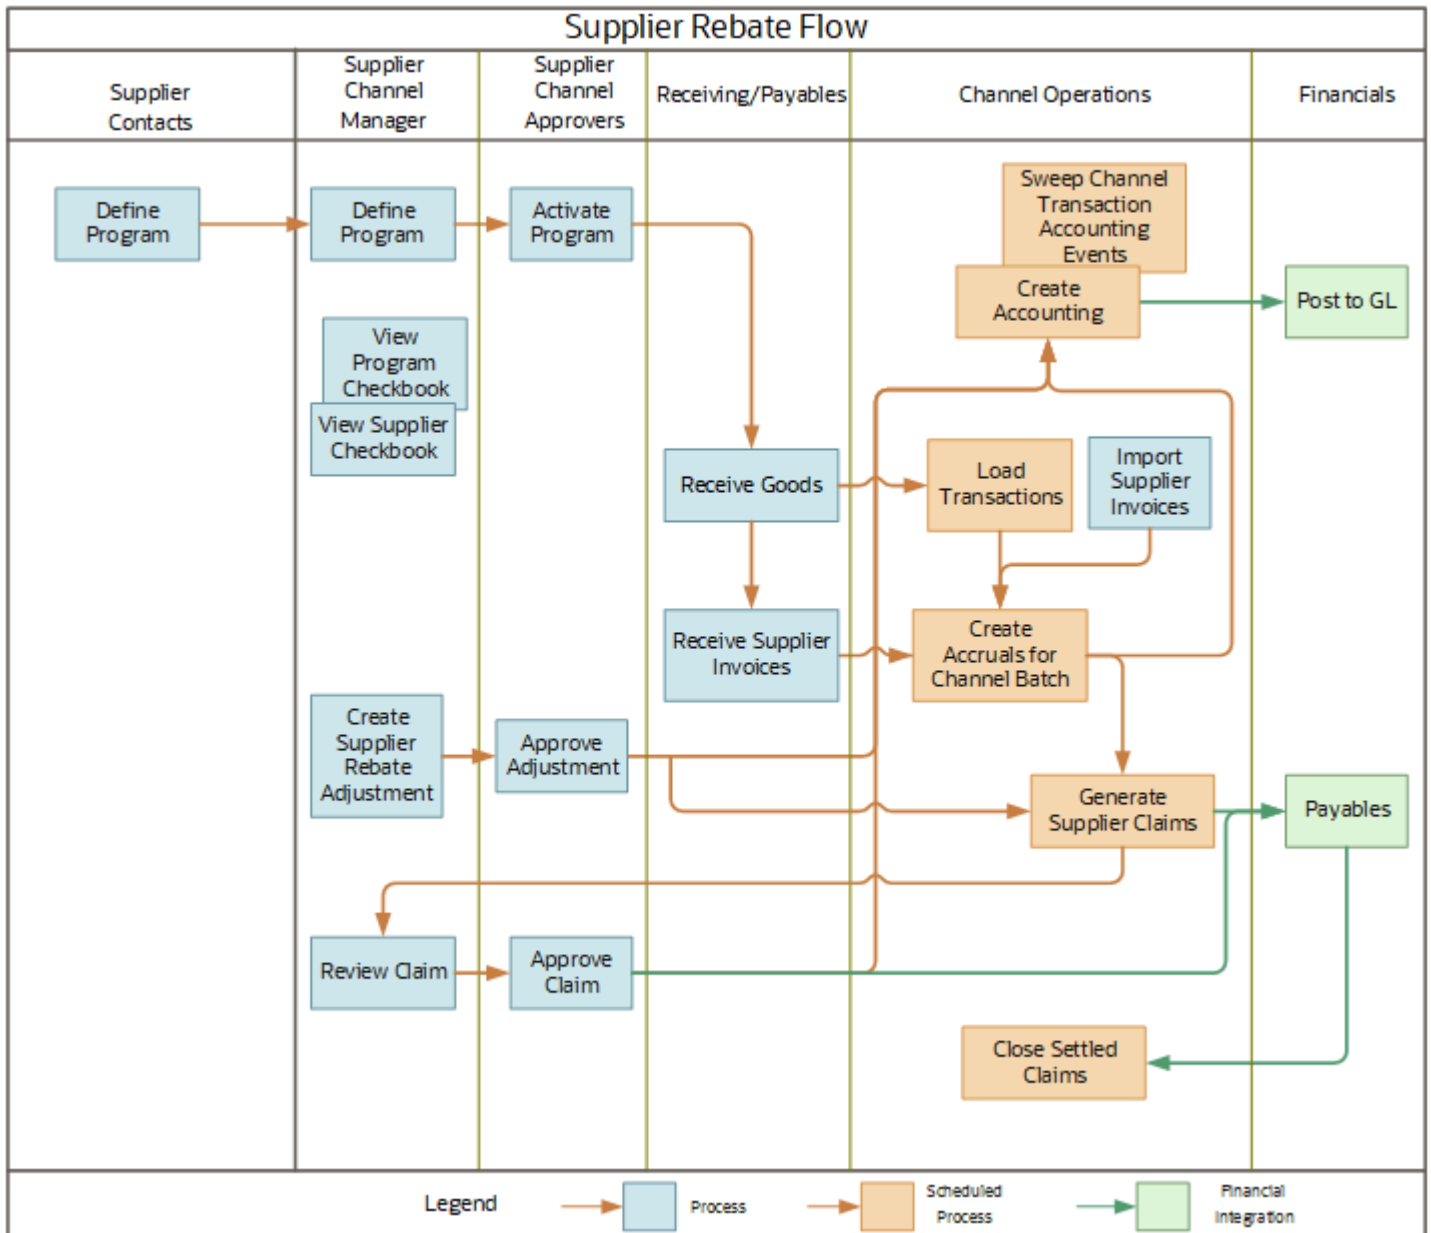 Supplier Rebate Flow
Supplier
Contacts
Supplier
Channel
Manager
Supplier
Channel
Approvers
Receiving/Payables
Channel Operations
Financials
Define
Program
Define
Program
Activate
Program
Sweep Channel
Transaction
Accounting
Events
Create
Accounting
Post to GL
View
Program
Checkbook
View Supplier
Checkbook
Receive Goods
Load
Transactions
Import
Supplier
Invoices
Receive Supplier
Invoices
Create
Accruals for
Channel Batch
Create
Supplier
Rebate
Adjustment
Approve
Adjustment
Generate
Supplier Claims
Payables
Review Claim
Approve
Claim
Close Settled
Claims
Legend
Process
Scheduled
Process
Financial
Integration